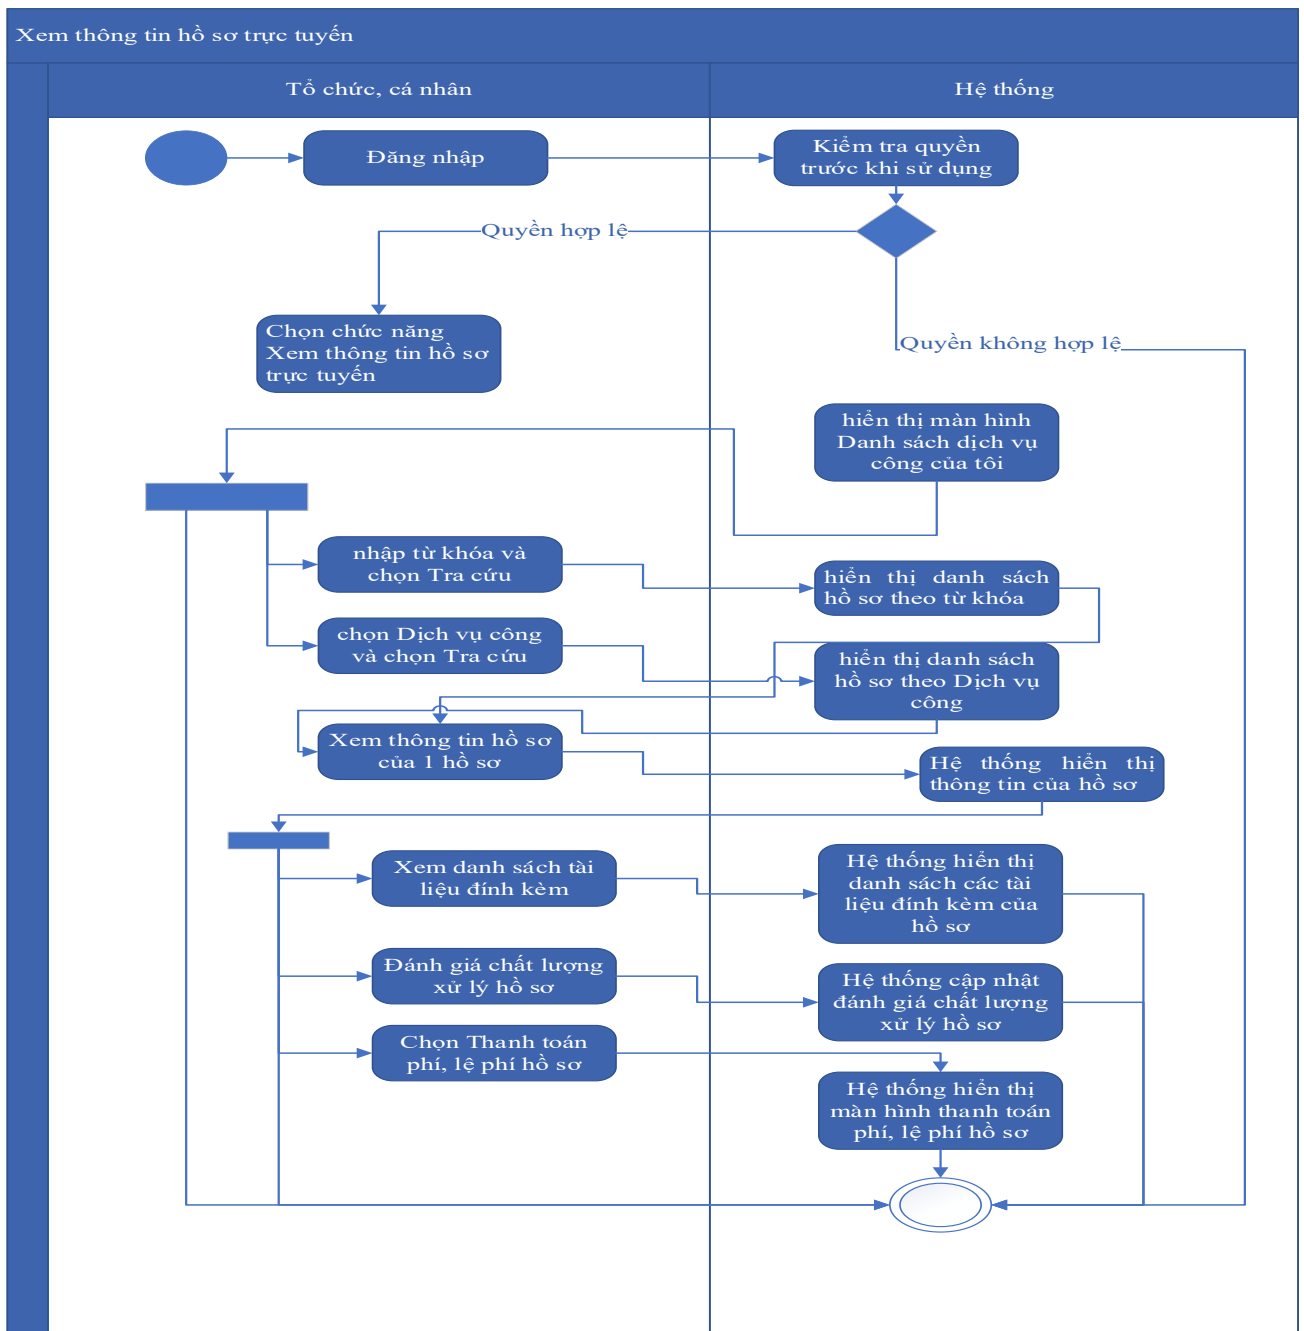 Xem thông tin hồ sơ trực tuyến
Tổ chức, cá nhân
Hệ thống
Đăng nhập
Kiểm tra quyền
trước khi sử dụng
Quyền hợp lệ
Chọn chức năng
Xem thông tin hồ sơ
trực tuyến
Quyền không hợp lệ
hiển thị màn hình
Danh sách dịch vụ
công của tôi
nhập từ khóa và
chọn Tra cứu
hiển thị danh sách
hồ sơ theo từ khóa
chọn Dịch vụ công
và chọn Tra cứu
hiển thị danh sách
hồ sơ theo Dịch vụ
công
Xem thông tin hồ sơ
của 1 hồ sơ
Hệ thống hiển thị
thông tin của hồ sơ
Xem danh sách tài
liệu đính kèm
Hệ thống hiển thị
danh sách các tài
liệu đính kèm của
hồ sơ
Đánh giá chất lượng
xử lý hồ sơ
Hệ thống cập nhật
đánh giá chất lượng
xử lý hồ sơ
Chọn Thanh toán
phí, lệ phí hồ sơ
Hệ thống hiển thị
màn hình thanh toán
phí, lệ phí hồ sơ